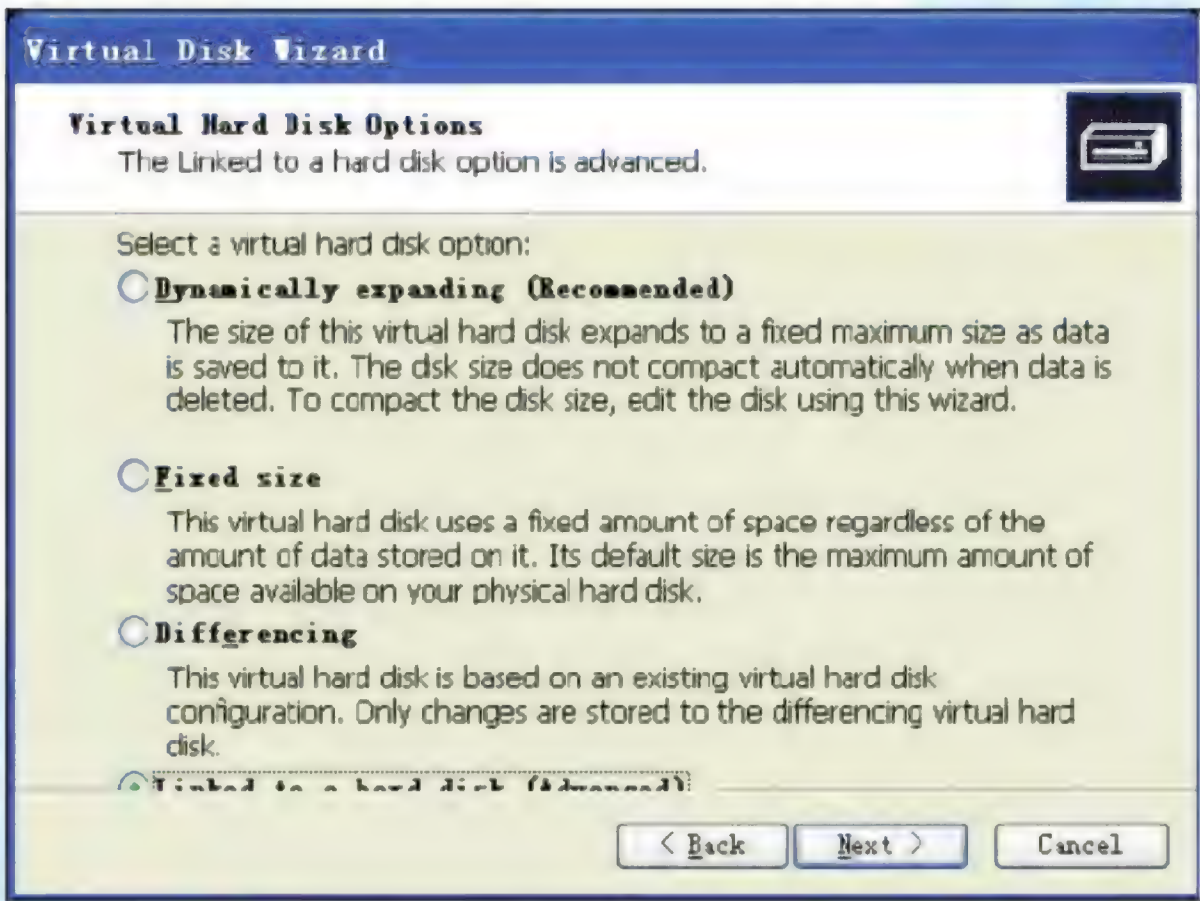 Virtual Disk Wizard
Virtual Hard Disk Options
The Linked to a hard disk option is advanced.
Select a virtual hard disk option:
Dynamically expanding (Recommended)
The size of this virtual hard disk expands to a fixed maximum size as data
is saved to it. The disk size does not compact automatically when data is
deleted. To compact the disk size, edit the disk using this wizard.
Fixed size
This virtual hard disk uses a fixed amount of space regardless of the
amount of data stored on it. Its default size is the maximum amount of
space available on your physical hard disk.
Differencing
This virtual hard disk is based on an existing virtual hard disk
configuration. Only changes are stored to the differencing virtual hard
disk.
Linked to a hard disk (Advanced)
< Back
Next >
Cancel